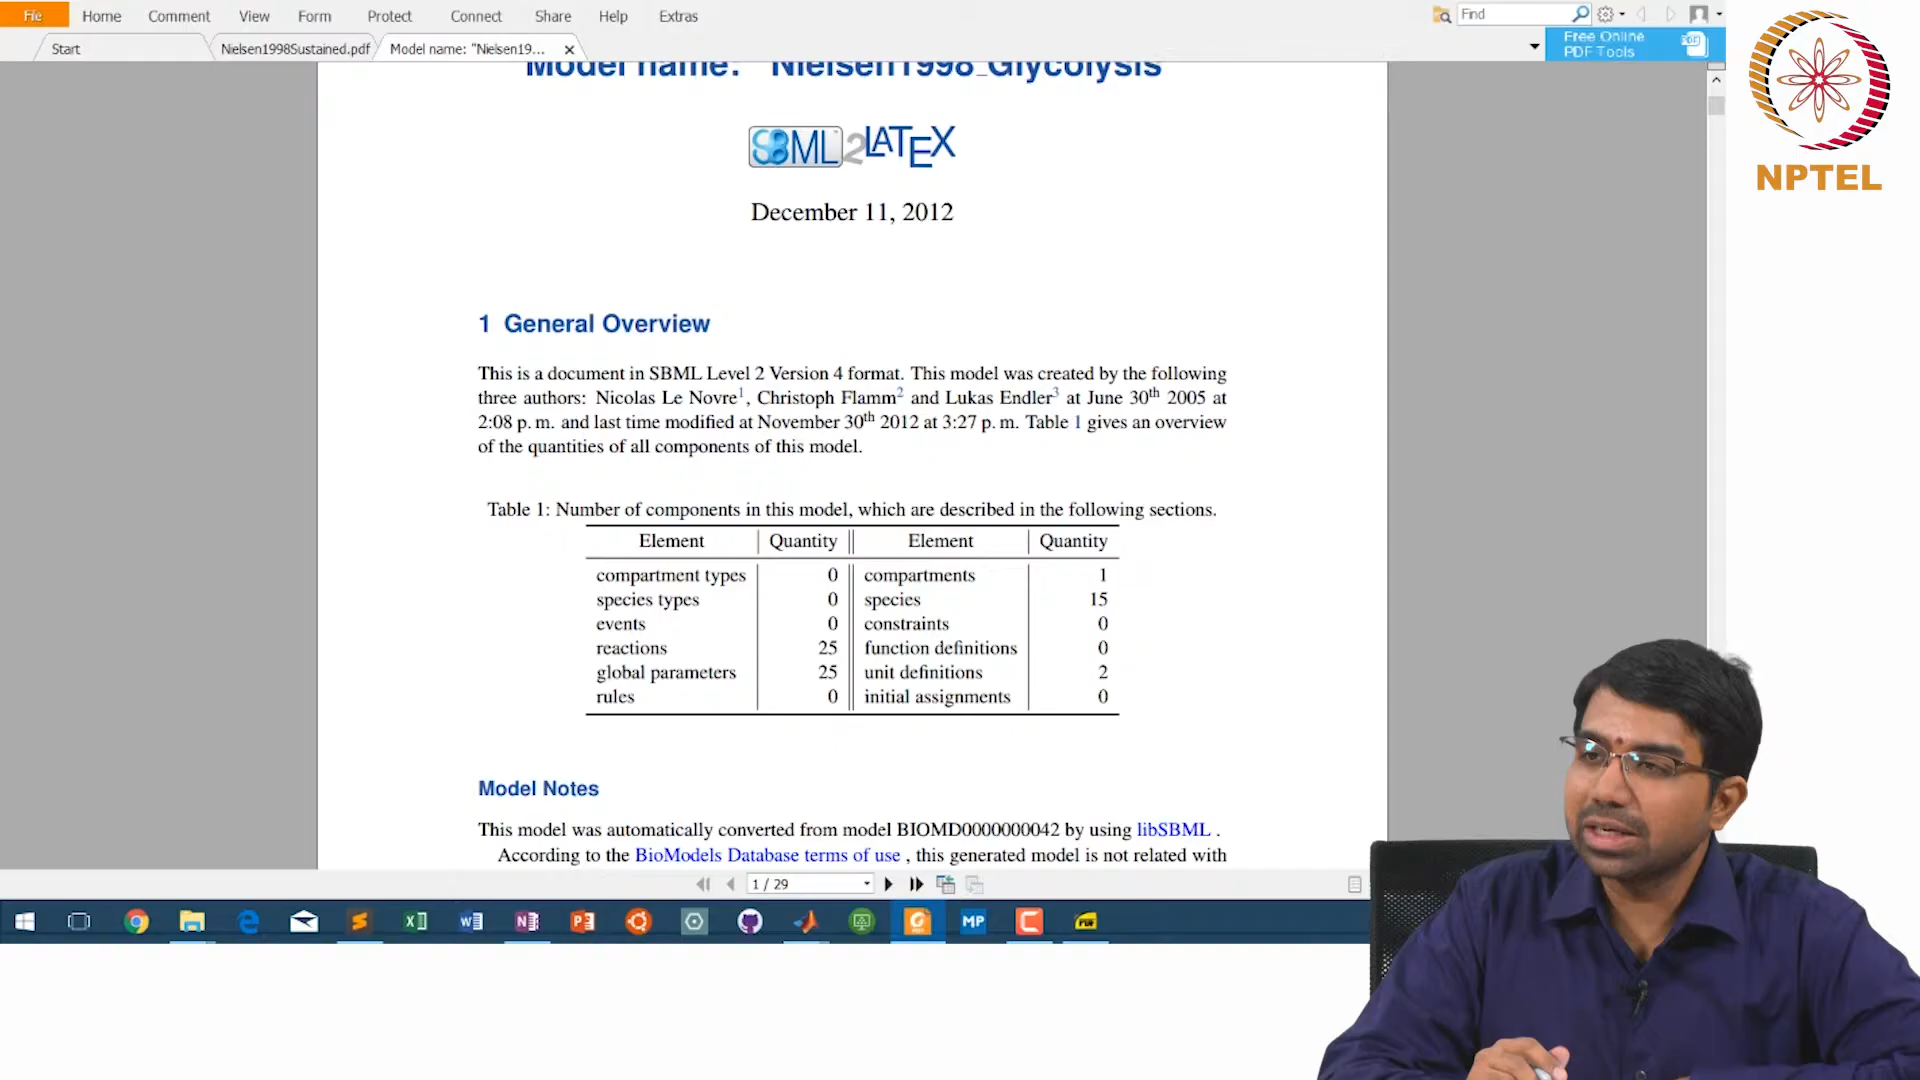 File Home Comment View Form Protect Connect Share Help Extras
Find
Start
Nielsen1998Sustained.pdf
Model name: "Nielsen19...
Free Online
PDF Tools
NPTEL
Model name: "Nielsen1998_Glycolysis
SBML2LATEX
December 11, 2012
1 General Overview
This is a document in SBML Level 2 Version 4 format. This model was created by the following
three authors: Nicolas Le Novre1, Christoph Flamm2 and Lukas Endler3 at June 30th 2005 at
2:08 p. m. and last time modified at November 30th 2012 at 3:27 p. m. Table 1 gives an overview
of the quantities of all components of this model.
Table 1: Number of components in this model, which are described in the following sections.
Element Quantity Element Quantity
compartment types 0 compartments 1
species types 0 species 15
events 0 constraints 0
reactions 25 function definitions 0
global parameters 25 unit definitions 2
rules 0 initial assignments 0
Model Notes
This model was automatically converted from model BIOMD0000000042 by using libSBML .
According to the BioModels Database terms of use , this generated model is not related with
1 / 29
MP